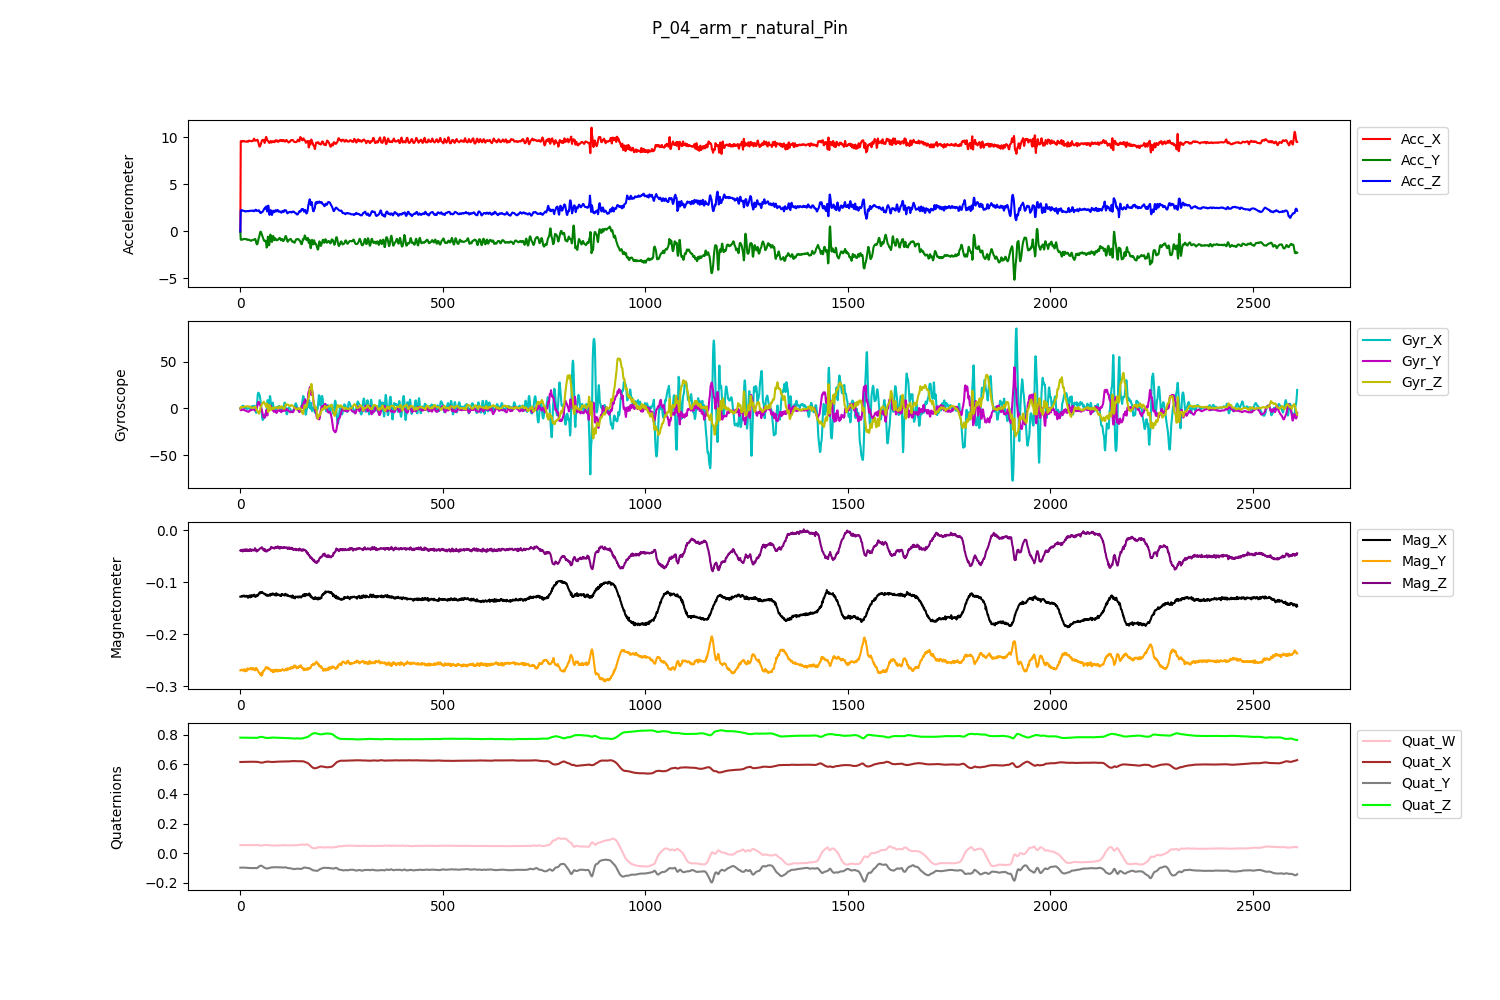 P_04_arm_r_natural_Pin
Accelerometer
10
5
0
−5
0 500 1000 1500 2000 2500
Acc_X
Acc_Y
Acc_Z
Gyroscope
50
0
−50
0 500 1000 1500 2000 2500
Gyr_X
Gyr_Y
Gyr_Z
Magnetometer
0.0
−0.1
−0.2
−0.3
0 500 1000 1500 2000 2500
Mag_X
Mag_Y
Mag_Z
Quaternions
0.8
0.6
0.4
0.2
0.0
−0.2
0 500 1000 1500 2000 2500
Quat_W
Quat_X
Quat_Y
Quat_Z